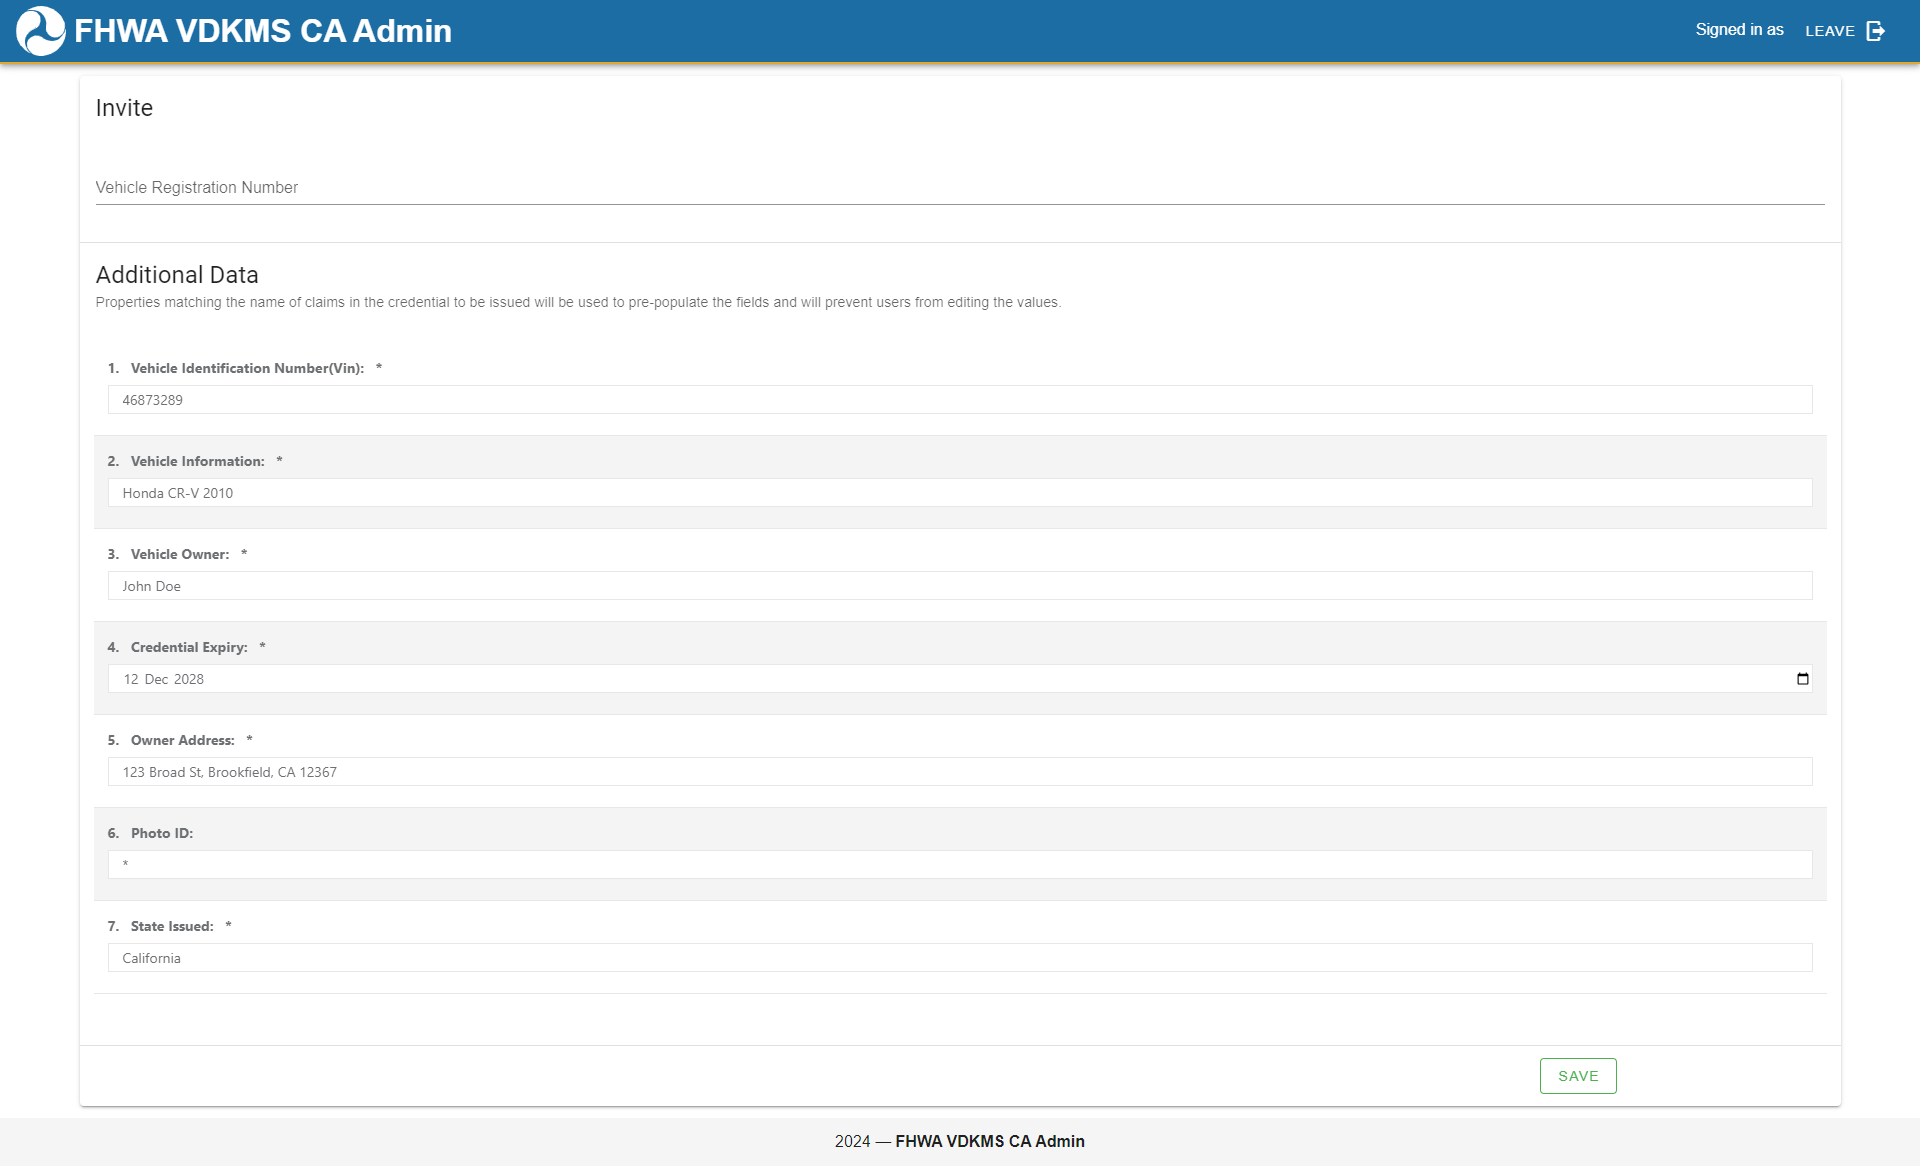 FHWA VDKMS CA Admin
Signed in as LEAVE
Invite
Vehicle Registration Number
Additional Data
Properties matching the name of claims in the credential to be issued will be used to pre-populate the fields and will prevent users from editing the values.
1. Vehicle Identification Number(Vin): *
46873289
2. Vehicle Information: *
Honda CR-V 2010
3. Vehicle Owner: *
John Doe
4. Credential Expiry: *
12 Dec 2028
5. Owner Address: *
123 Broad St, Brookfield, CA 12367
6. Photo ID:
*
7. State Issued: *
California
SAVE
2024 — FHWA VDKMS CA Admin